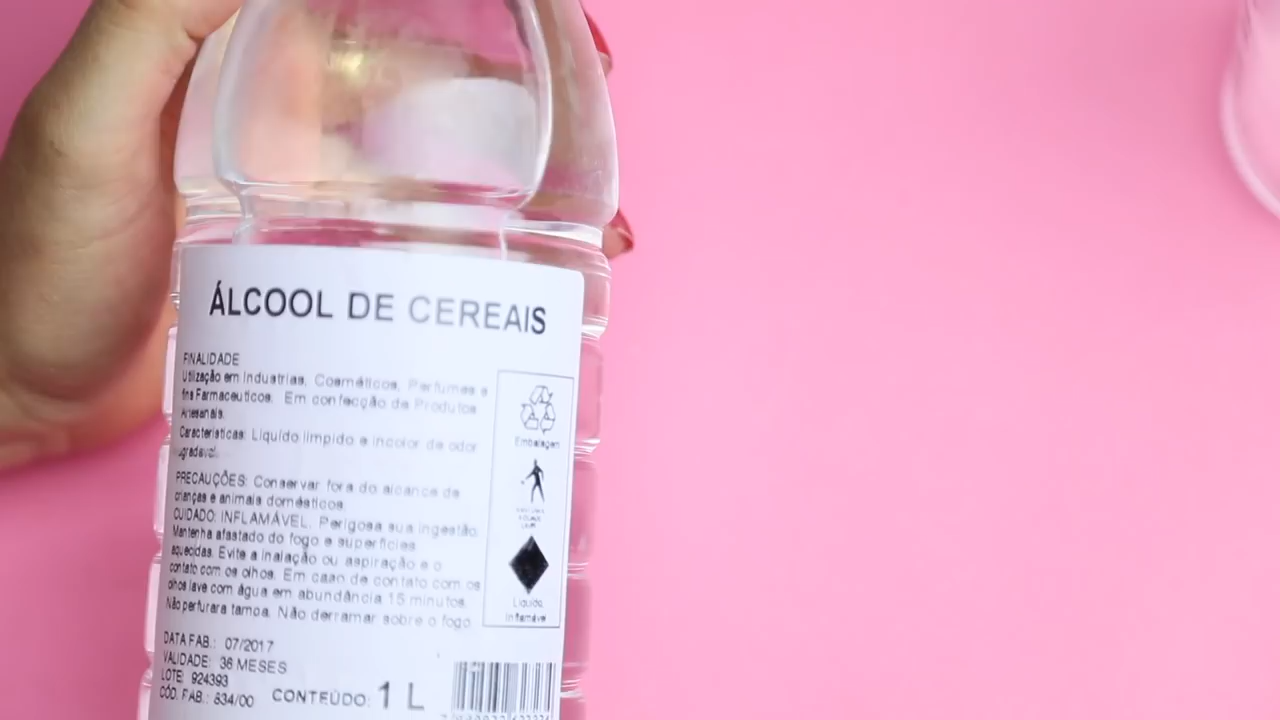 ÁLCOOL DE CEREAIS
FINALIDADE
Utilização em Industrias, Cosméticos, Perfumes e
fins Farmaceuticos. Em confecção de Produtos
Artesanais.
Caracteristicas: Liquido limpido e incolor de odor
agradavel.
PRECAUÇÕES: Conservar fora do alcance de
crianças e animais domésticos.
CUIDADO: INFLAMÁVEL. Perigosa sua ingestão.
Mantenha afastado do fogo e superfícies
aquecidas. Evite a inalação ou aspiração e o
contato com os olhos. Em caso de contato com os
olhos lave com água em abundância 15 minutos.
Não perfurara tampa. Não derramar sobre o fogo.
Embalagem
Liquido
Inflamável
DATA FAB.: 07/2017
VALIDADE: 36 MESES
LOTE: 924393
CÓD. FAB.: 834/00
CONTEÚDO: 1 L